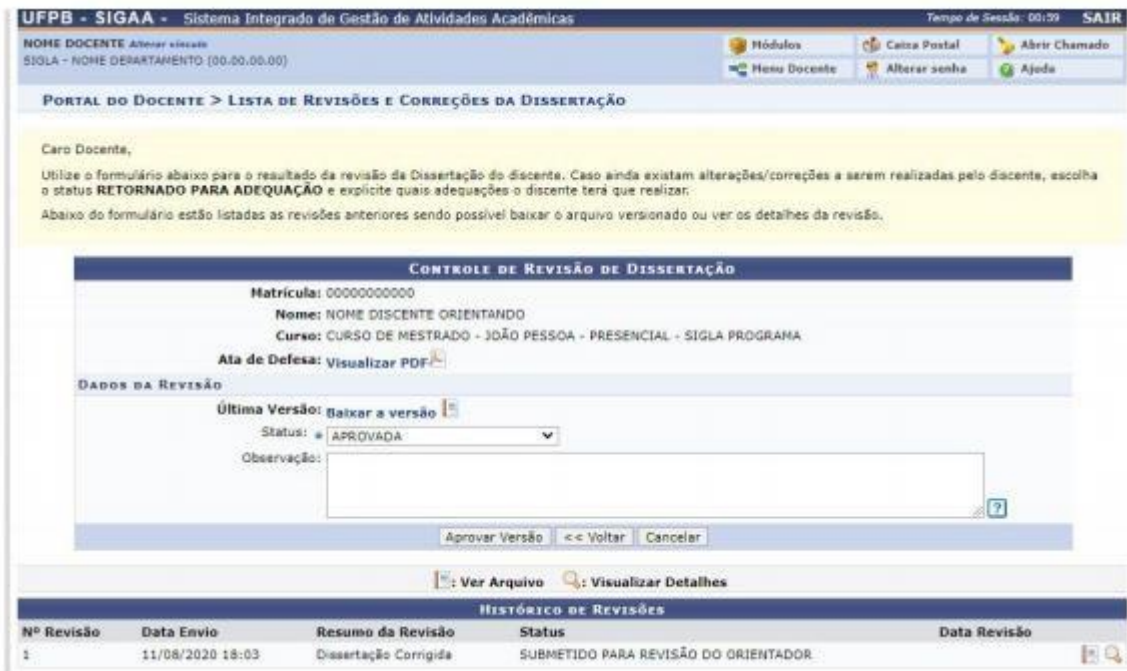 UFPB - SIGAA - Sistema Integrado de Gestão de Atividades Acadêmicas Tempo de Sessão: 00:59 SAIR
NOME DOCENTE Alterar vínculo Módulos Caixa Postal Abrir Chamado
SIGLA - NOME DEPARTAMENTO (00.00.00.00) Menu Docente Alterar senha Ajuda
PORTAL DO DOCENTE > LISTA DE REVISÕES E CORREÇÕES DA DISSERTAÇÃO
Caro Docente,
Utilize o formulário abaixo para o resultado da revisão da Dissertação do discente. Caso ainda existam alterações/correções a serem realizadas pelo discente, escolha
o status RETORNADO PARA ADEQUAÇÃO e explicite quais adequações o discente terá que realizar.
Abaixo do formulário estão listadas as revisões anteriores sendo possível baixar o arquivo versionado ou ver os detalhes da revisão.
CONTROLE DE REVISÃO DE DISSERTAÇÃO
Matrícula: 00000000000
Nome: NOME DISCENTE ORIENTANDO
Curso: CURSO DE MESTRADO - JOÃO PESSOA - PRESENCIAL - SIGLA PROGRAMA
Ata de Defesa: Visualizar PDF
DADOS DA REVISÃO
Última Versão: Baixar a versão
Status: APROVADA
Observação:
?
Aprovar Versão << Voltar Cancelar
: Ver Arquivo : Visualizar Detalhes
HISTÓRICO DE REVISÕES
Nº Revisão Data Envio Resumo da Revisão Status Data Revisão
1 11/08/2020 18:03 Dissertação Corrigida SUBMETIDO PARA REVISÃO DO ORIENTADOR